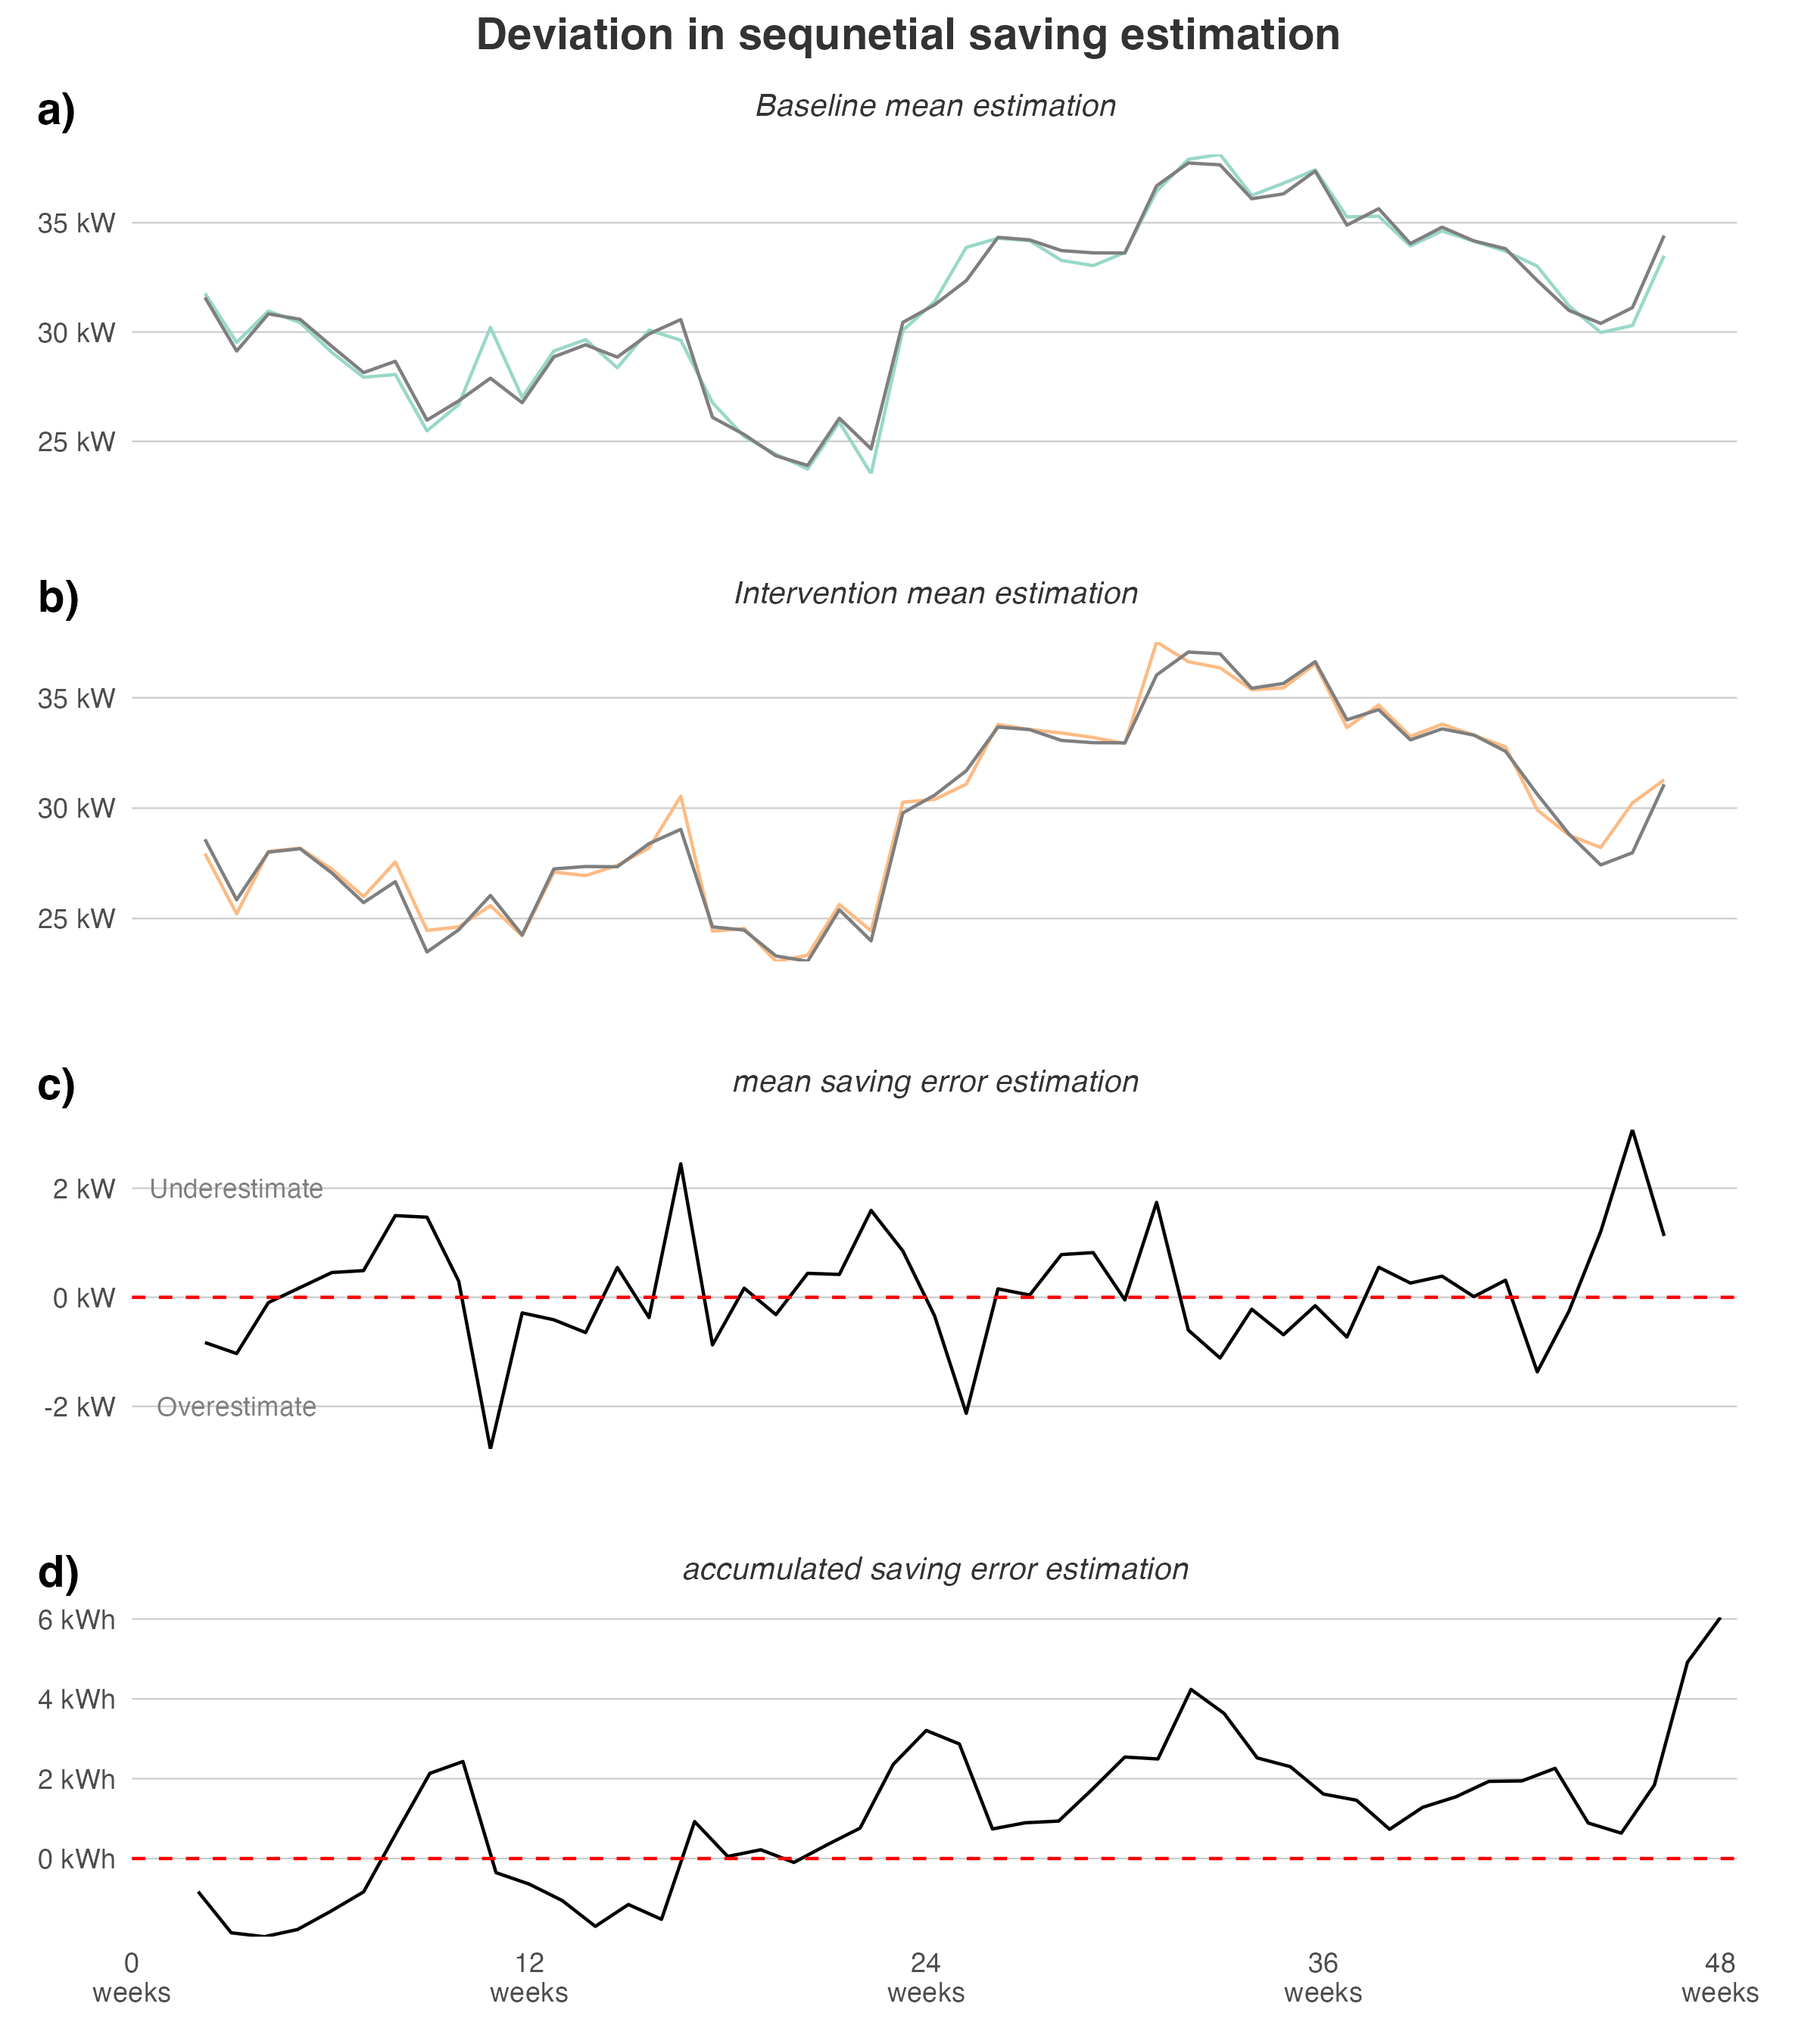 Deviation in sequnetial saving estimation
a)
Baseline mean estimation
35 kW
30 kW
25 kW
b)
Intervention mean estimation
35 kW
30 kW
25 kW
c)
mean saving error estimation
2 kW
Underestimate
0 kW
-2 kW
Overestimate
d)
accumulated saving error estimation
6 kWh
4 kWh
2 kWh
0 kWh
0 12 24 36 48
weeks weeks weeks weeks weeks